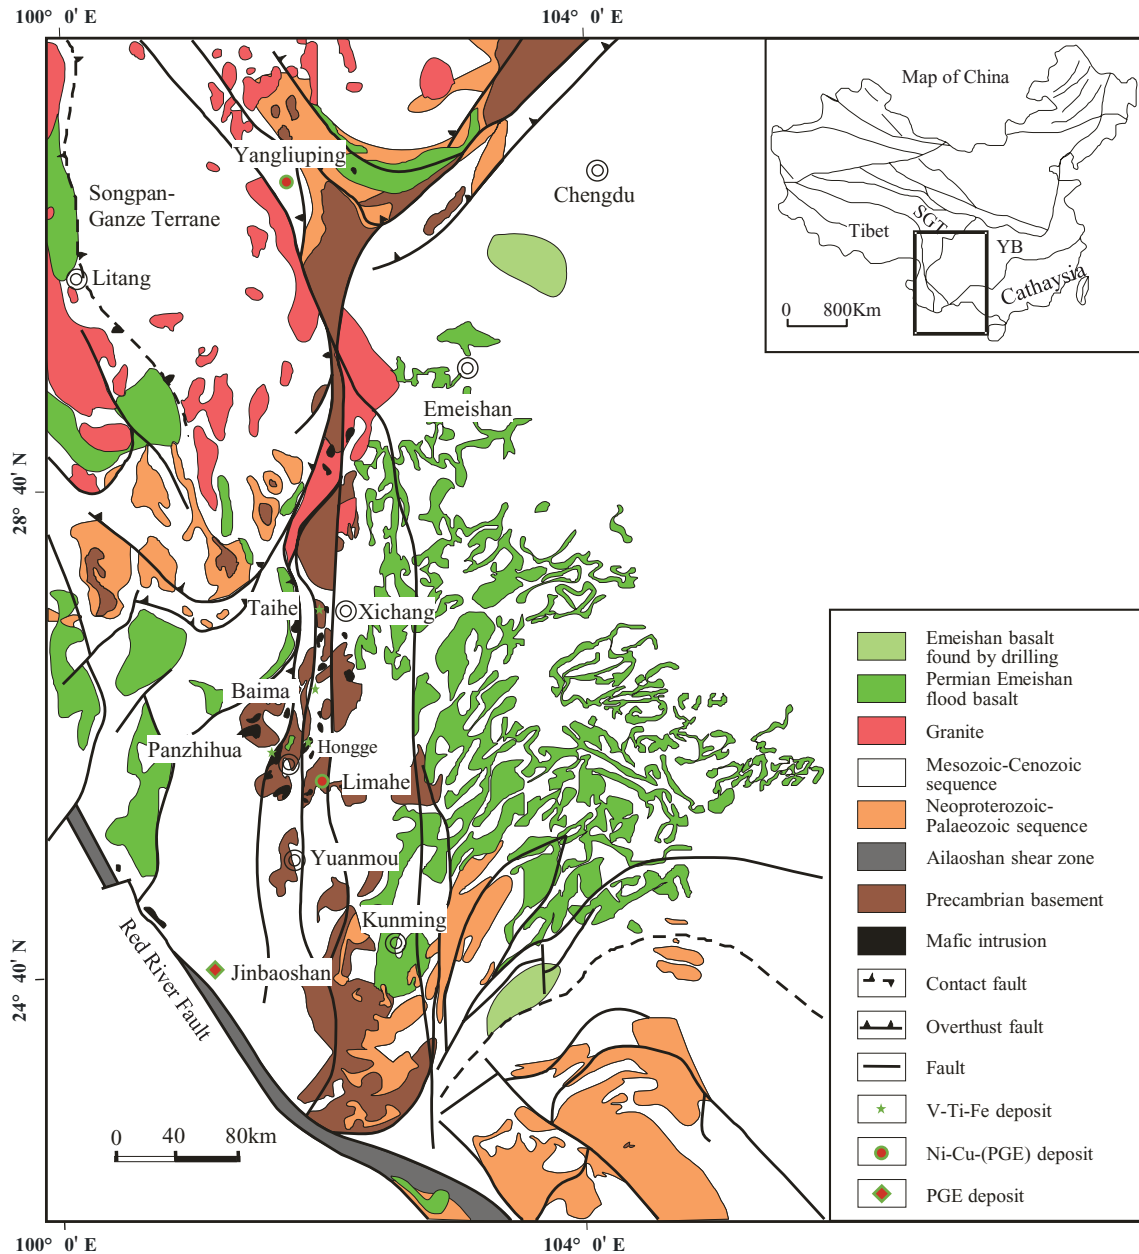 100° 0' E
104° 0' E
Map of China
SGT
Tibet
YB
Cathaysia
0 800Km
Yangliuping
Chengdu
Songpan-
Ganze Terrane
Litang
Emeishan
28° 40' N
Taihe
Xichang
Baima
Panzhihua
Hongge
Limahe
Yuanmou
Kunming
Jinbaoshan
Red River Fault
24° 40' N
0 40 80km
Emeishan basalt
found by drilling
Permian Emeishan
flood basalt
Granite
Mesozoic-Cenozoic
sequence
Neoproterozoic-
Palaeozoic sequence
Ailaoshan shear zone
Precambrian basement
Mafic intrusion
Contact fault
Overthust fault
Fault
V-Ti-Fe deposit
Ni-Cu-(PGE) deposit
PGE deposit
100° 0' E
104° 0' E